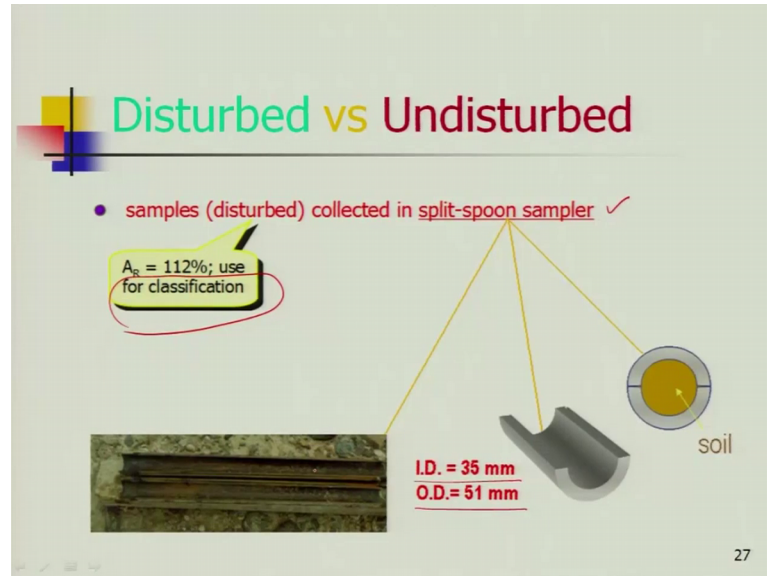 Disturbed vs Undisturbed
samples (disturbed) collected in split-spoon sampler
A_R = 112%; use
for classification
soil
I.D. = 35 mm
O.D.= 51 mm
27